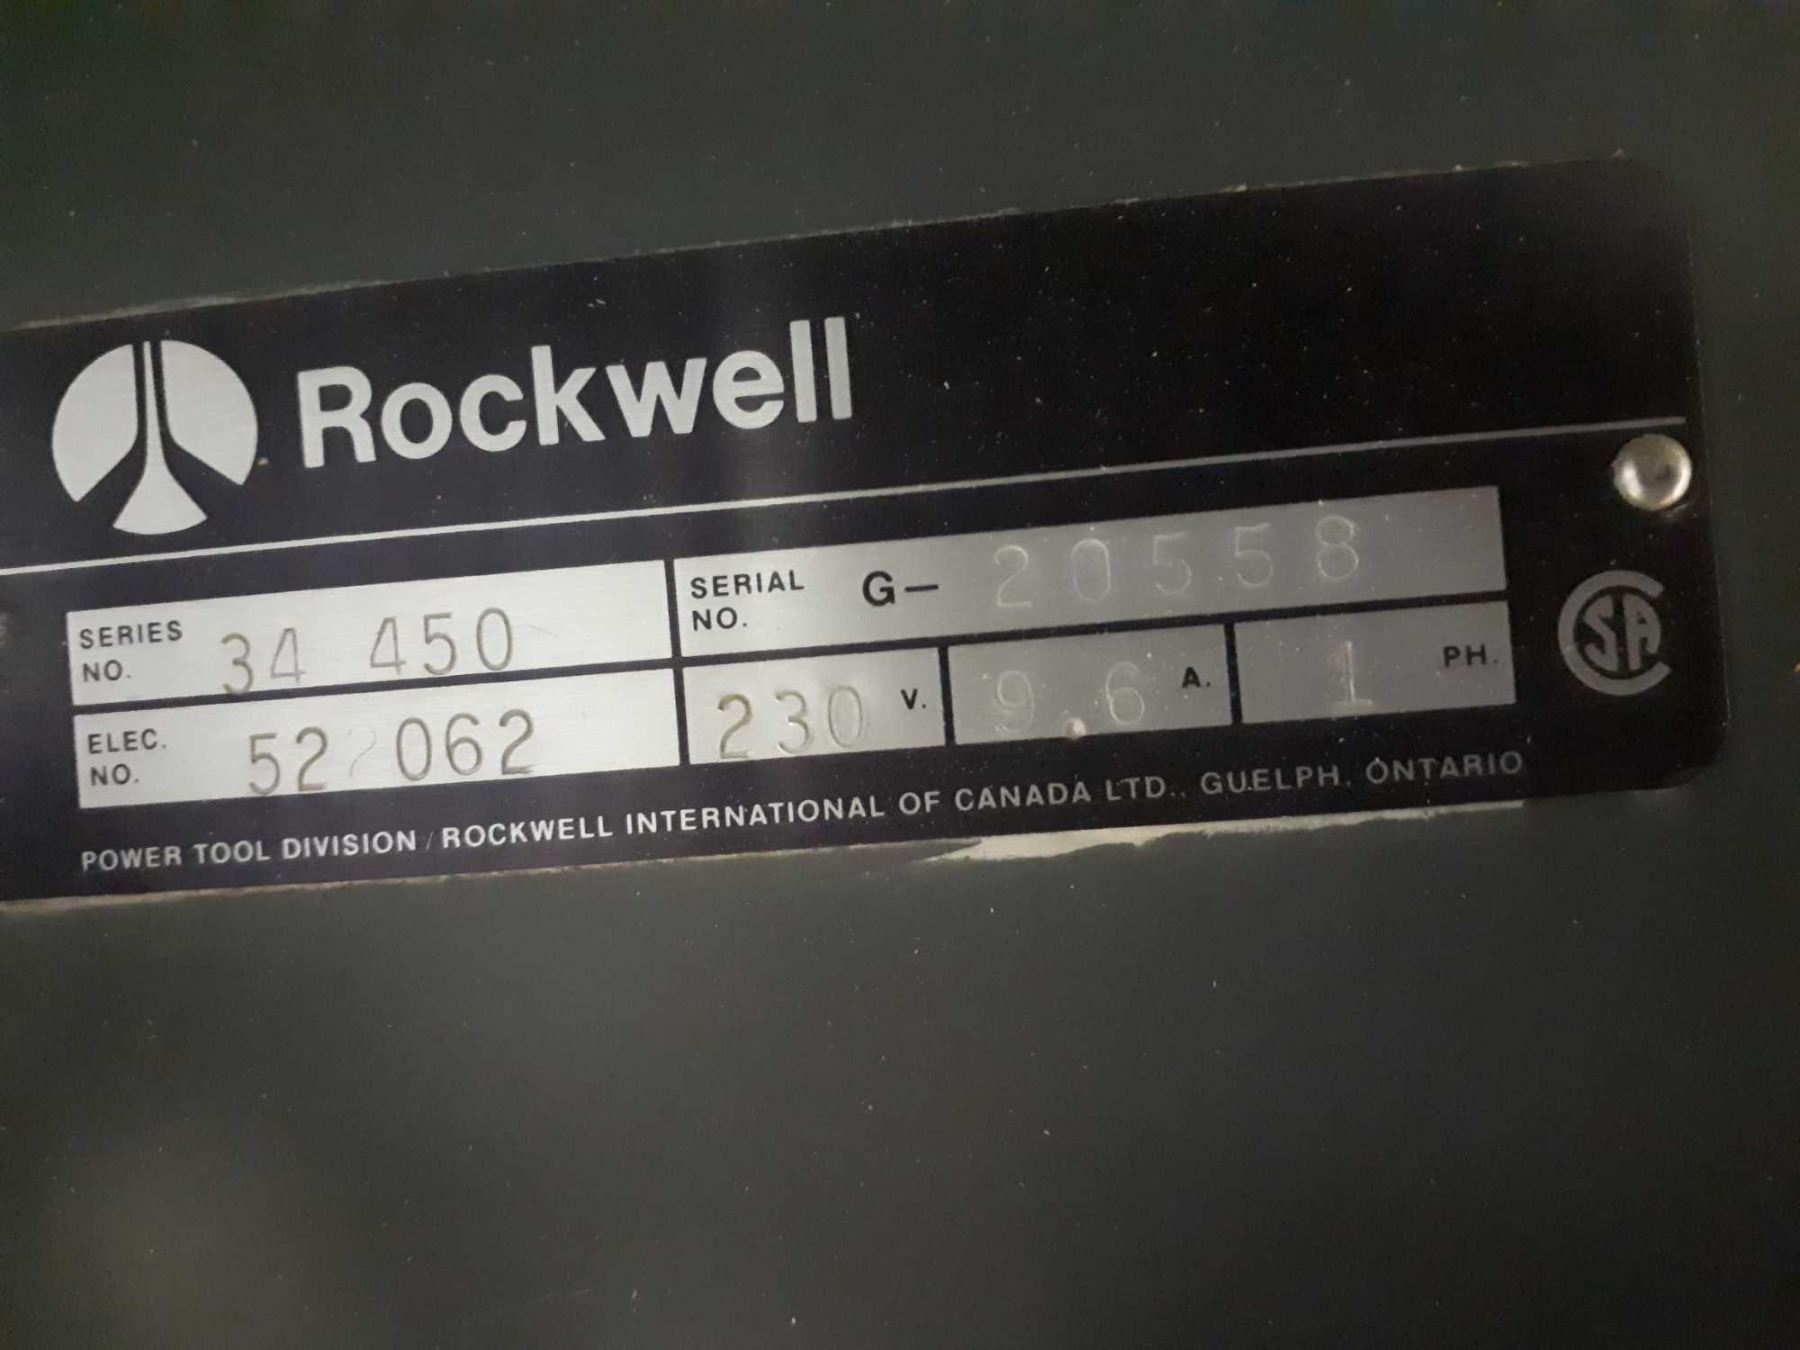 Rockwell
SERIES NO. 34 450
SERIAL NO. G- 20558
ELEC. NO. 52 062
230 V. 9.6 A. 1 PH.
CSA
POWER TOOL DIVISION / ROCKWELL INTERNATIONAL OF CANADA LTD., GUELPH, ONTARIO